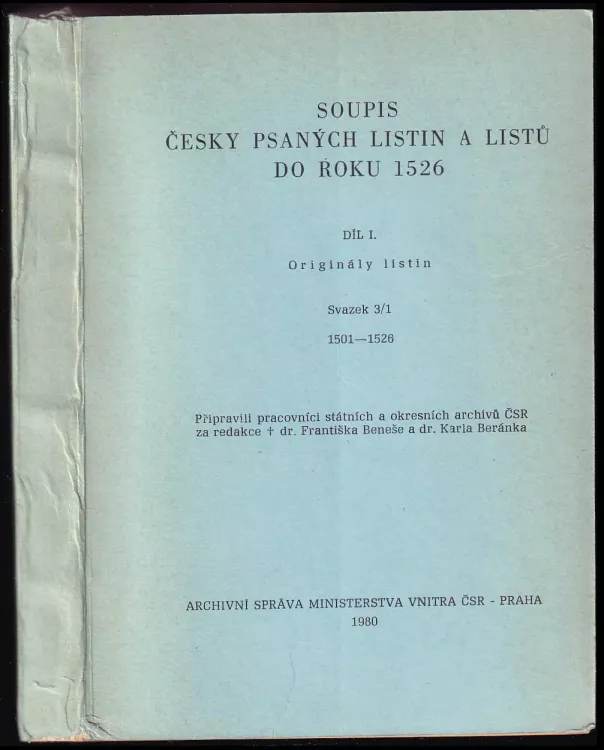 SOUPIS
ČESKY PSANÝCH LISTIN A LISTŮ
DO ROKU 1526
DÍL I.
Originály listin
Svazek 3/1
1501—1526
Připravili pracovníci státních a okresních archivů ČSR
za redakce † dr. Františka Beneše a dr. Karla Beránka
ARCHIVNÍ SPRÁVA MINISTERSTVA VNITRA ČSR - PRAHA
1980